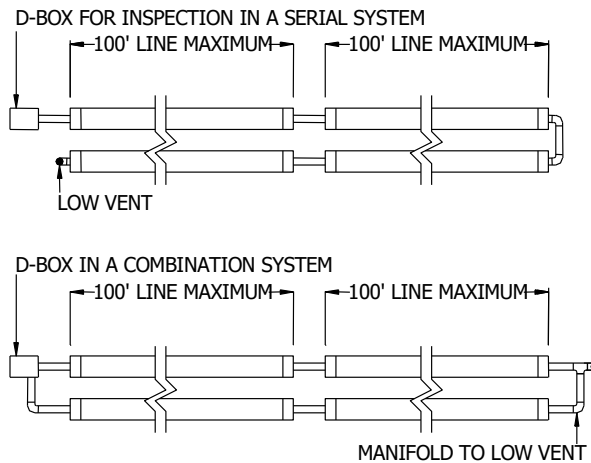 D-BOX FOR INSPECTION IN A SERIAL SYSTEM
100' LINE MAXIMUM
100' LINE MAXIMUM
LOW VENT
D-BOX IN A COMBINATION SYSTEM
100' LINE MAXIMUM
100' LINE MAXIMUM
MANIFOLD TO LOW VENT